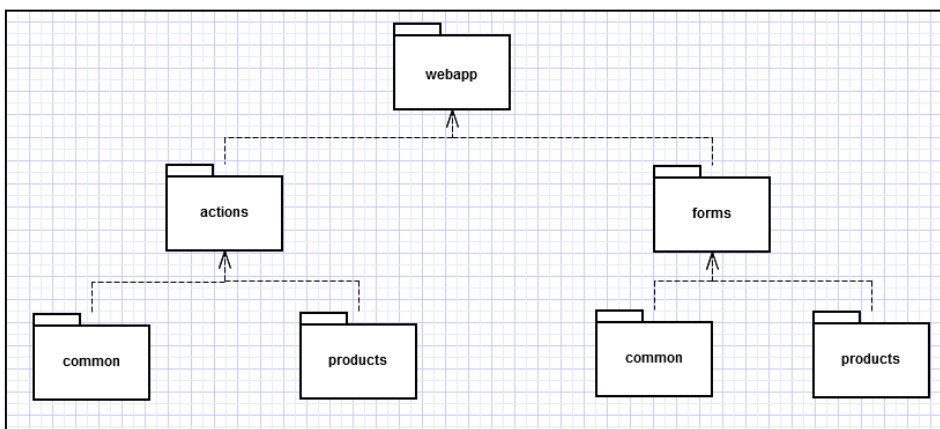 webapp
actions
forms
common
products
common
products